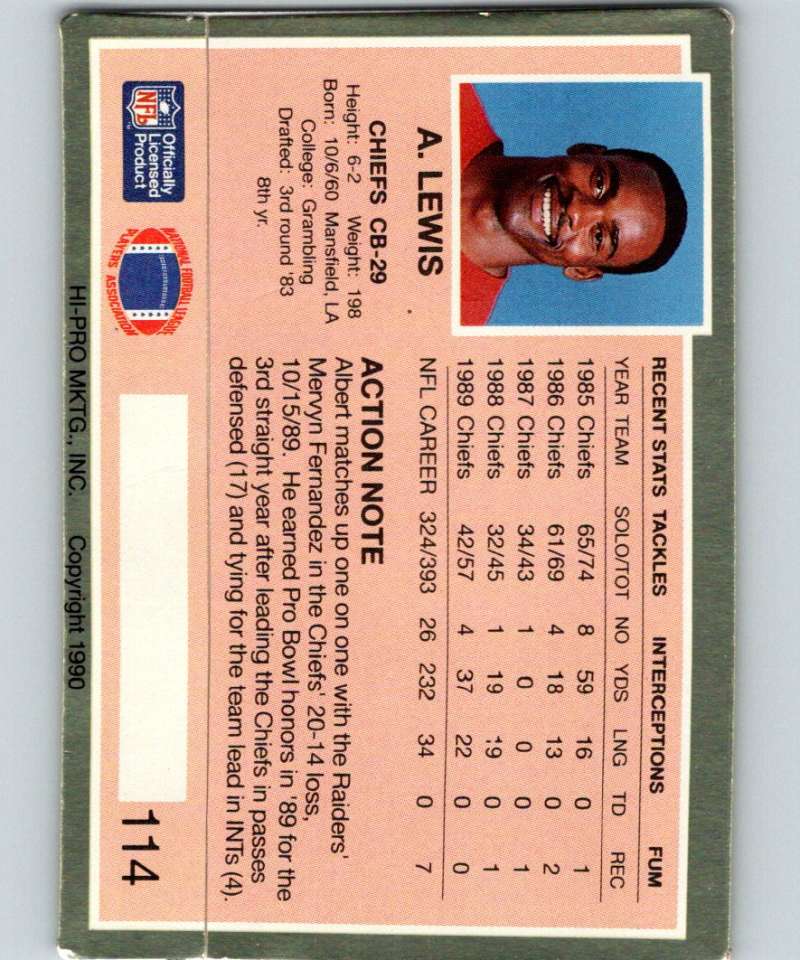 A. LEWIS
CHIEFS CB-29
Height: 6-2 Weight: 198
Born: 10/6/60 Mansfield, LA
College: Grambling
Drafted: 3rd round '83
8th yr.
NFL
Officially
Licensed
Product
NATIONAL FOOTBALL LEAGUE
PLAYERS ASSOCIATION
RECENT STATS TACKLES INTERCEPTIONS FUM
YEAR TEAM SOLO/TOT NO YDS LNG TD REC
1985 Chiefs 65/74 8 59 16 0 1
1986 Chiefs 61/69 4 18 13 0 2
1987 Chiefs 34/43 1 0 0 0 1
1988 Chiefs 32/45 1 19 19 0 1
1989 Chiefs 42/57 4 37 22 0 0
NFL CAREER 324/393 26 232 34 0 7
ACTION NOTE
Albert matches up one on one with the Raiders'
Mervyn Fernandez in the Chiefs' 20-14 loss,
10/15/89. He earned Pro Bowl honors in '89 for the
3rd straight year after leading the Chiefs in passes
defensed (17) and tying for the team lead in INTs (4).
114
HI-PRO MKTG., INC. Copyright 1990